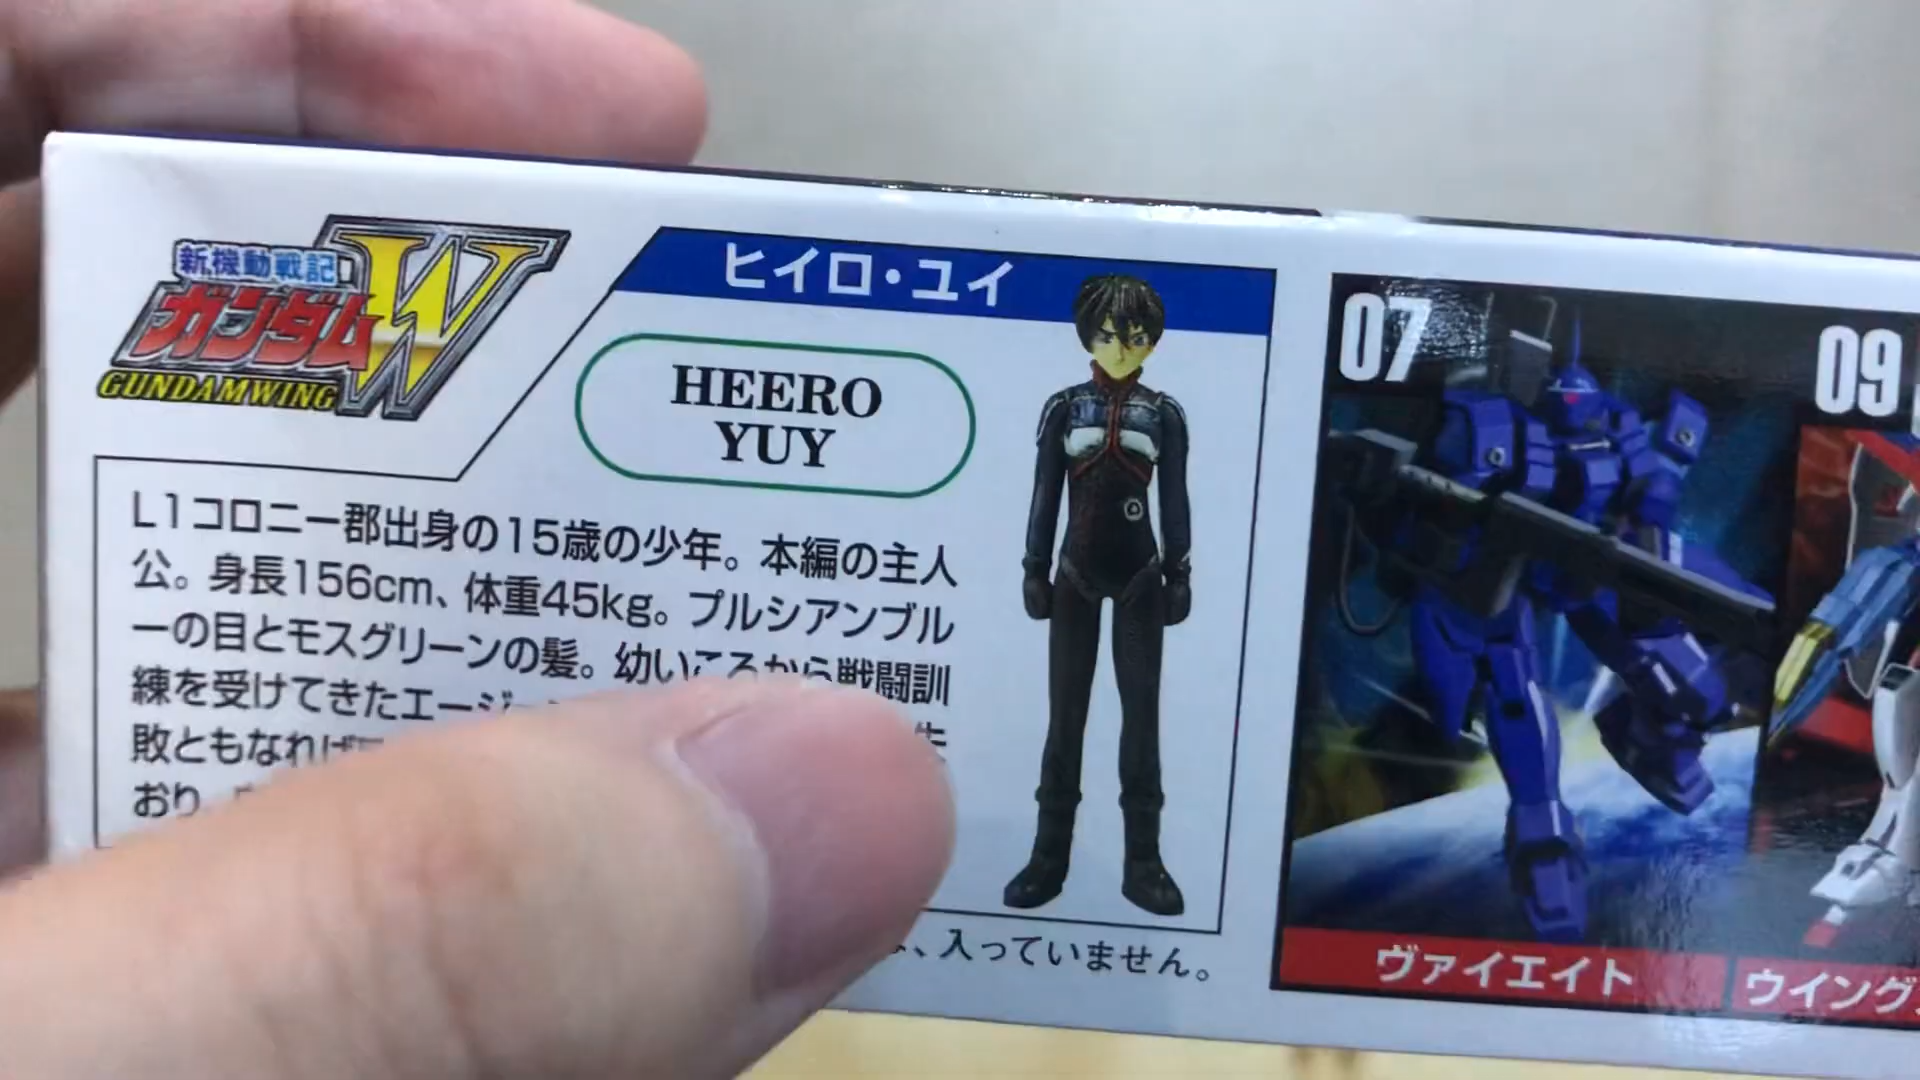 新機動戦記
ガンダムW
GUNDAMWING
ヒイロ・ユイ
HEERO
YUY
L1コロニー郡出身の15歳の少年。本編の主人
公。身長156cm、体重45kg。プルシアンブル
ーの目とモスグリーンの髪。幼いころから戦闘訓
練を受けてきたエージ
敗ともなれば
おり
、入っていません。
07
ヴァイエイト
09
ウイング